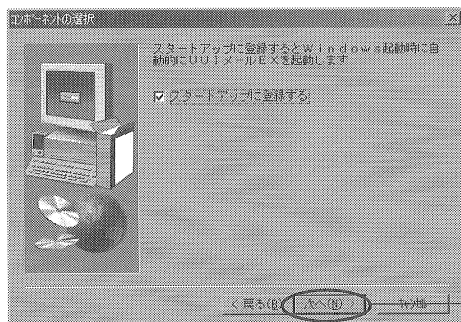 コンポーネントの選択
スタートアップに登録するとWindows起動時に自
動的にUUIメールEXを起動します
スタートアップに登録する
< 戻る(B) 次へ(N) キャンセル